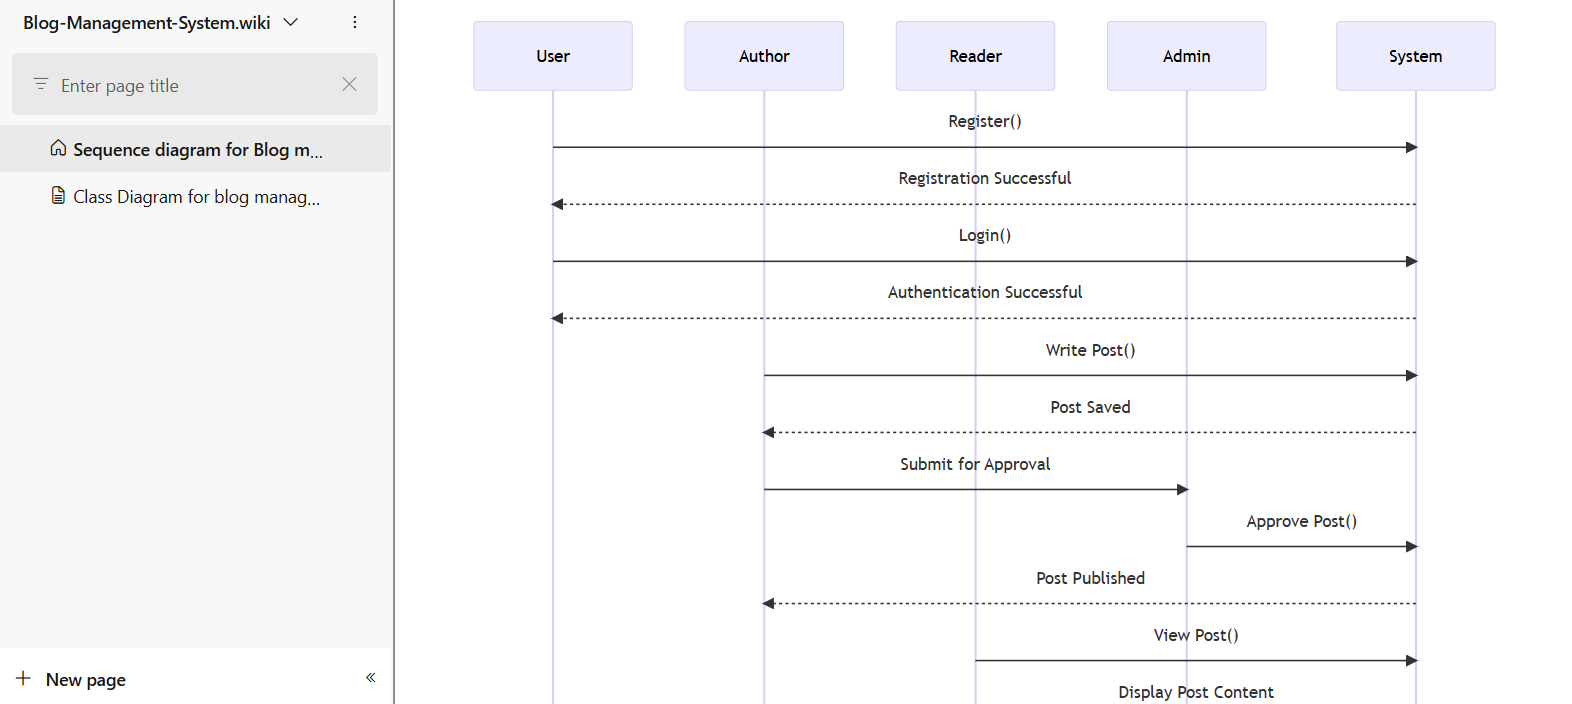 Blog-Management-System.wiki
Enter page title
Sequence diagram for Blog m...
Class Diagram for blog manag...
New page
User
Author
Reader
Admin
System
Register()
Registration Successful
Login()
Authentication Successful
Write Post()
Post Saved
Submit for Approval
Approve Post()
Post Published
View Post()
Display Post Content